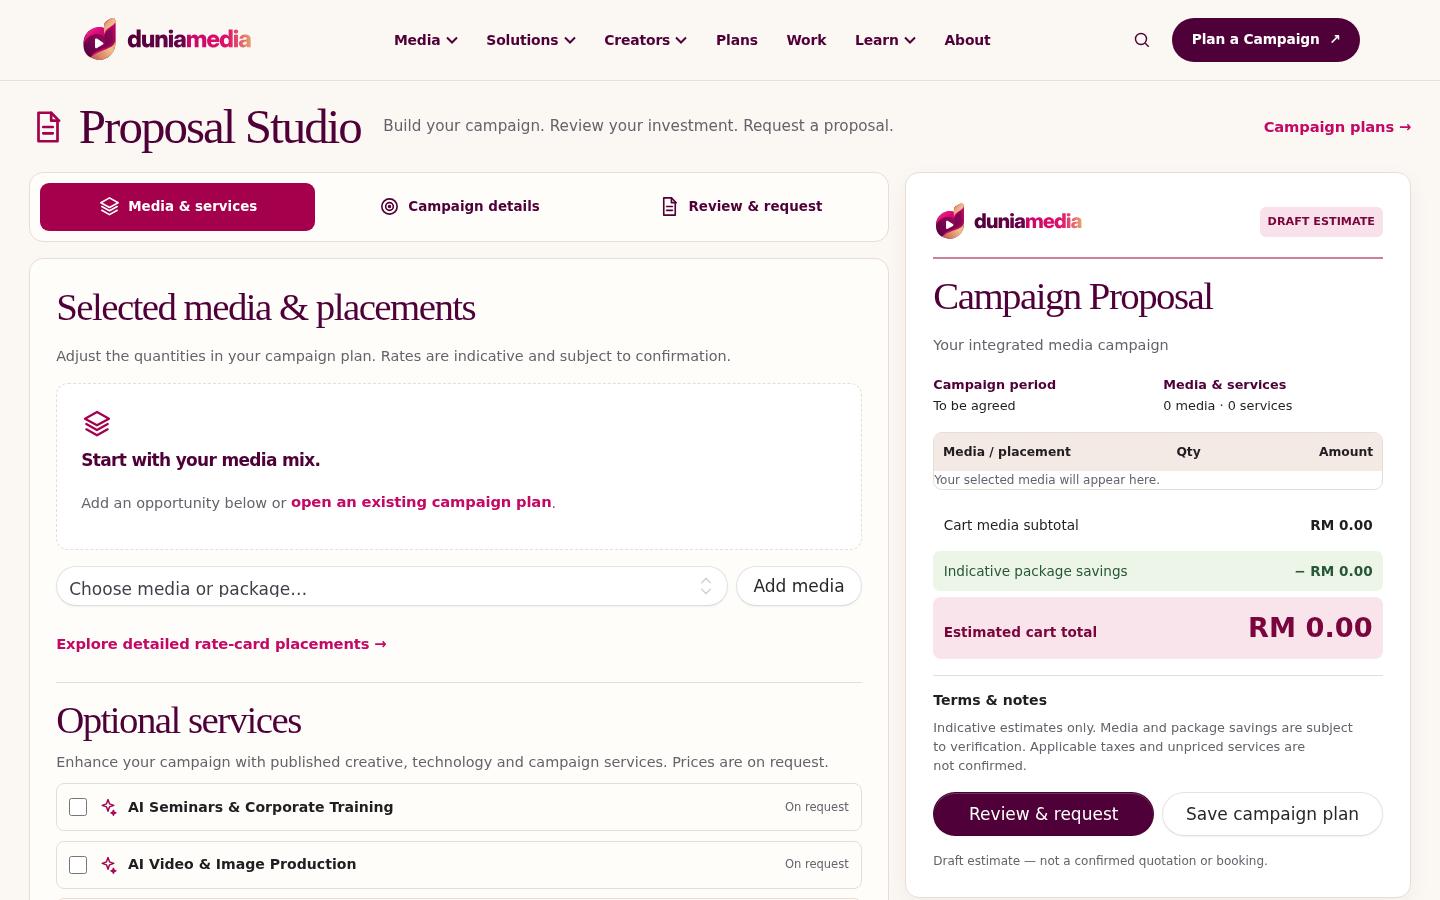 duniamedia
Media
Solutions
Creators
Plans
Work
Learn
About
Plan a Campaign ↗
Proposal Studio
Build your campaign. Review your investment. Request a proposal.
Campaign plans →
Media & services
Campaign details
Review & request
Selected media & placements
Adjust the quantities in your campaign plan. Rates are indicative and subject to confirmation.
Start with your media mix.
Add an opportunity below or open an existing campaign plan.
Choose media or package…
Add media
Explore detailed rate-card placements →
Optional services
Enhance your campaign with published creative, technology and campaign services. Prices are on request.
AI Seminars & Corporate Training
On request
AI Video & Image Production
On request
duniamedia
DRAFT ESTIMATE
Campaign Proposal
Your integrated media campaign
Campaign period
To be agreed
Media & services
0 media · 0 services
Media / placement Qty Amount
Your selected media will appear here.
Cart media subtotal RM 0.00
Indicative package savings − RM 0.00
Estimated cart total RM 0.00
Terms & notes
Indicative estimates only. Media and package savings are subject
to verification. Applicable taxes and unpriced services are
not confirmed.
Review & request
Save campaign plan
Draft estimate — not a confirmed quotation or booking.